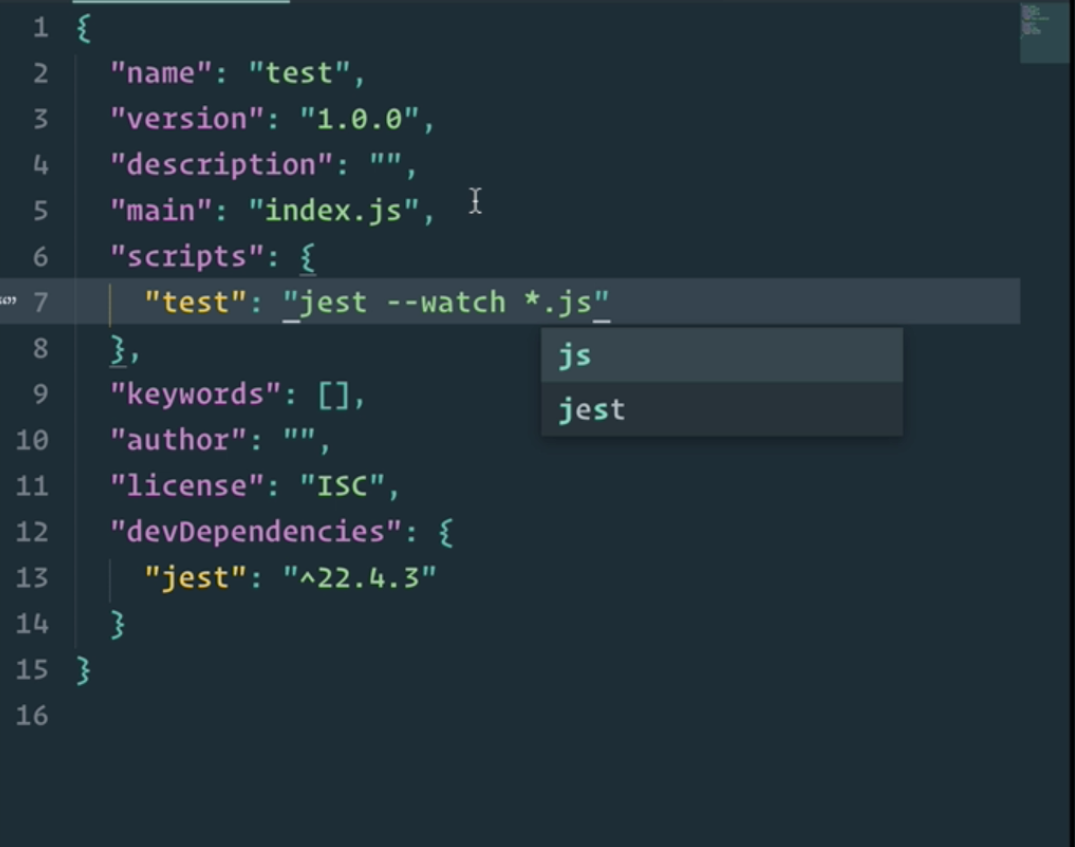 1 {
2   "name": "test",
3   "version": "1.0.0",
4   "description": "",
5   "main": "index.js",
6   "scripts": {
7     "test": "jest --watch *.js"
js
jest
8   },
9   "keywords": [],
10   "author": "",
11   "license": "ISC",
12   "devDependencies": {
13     "jest": "^22.4.3"
14   }
15 }
16